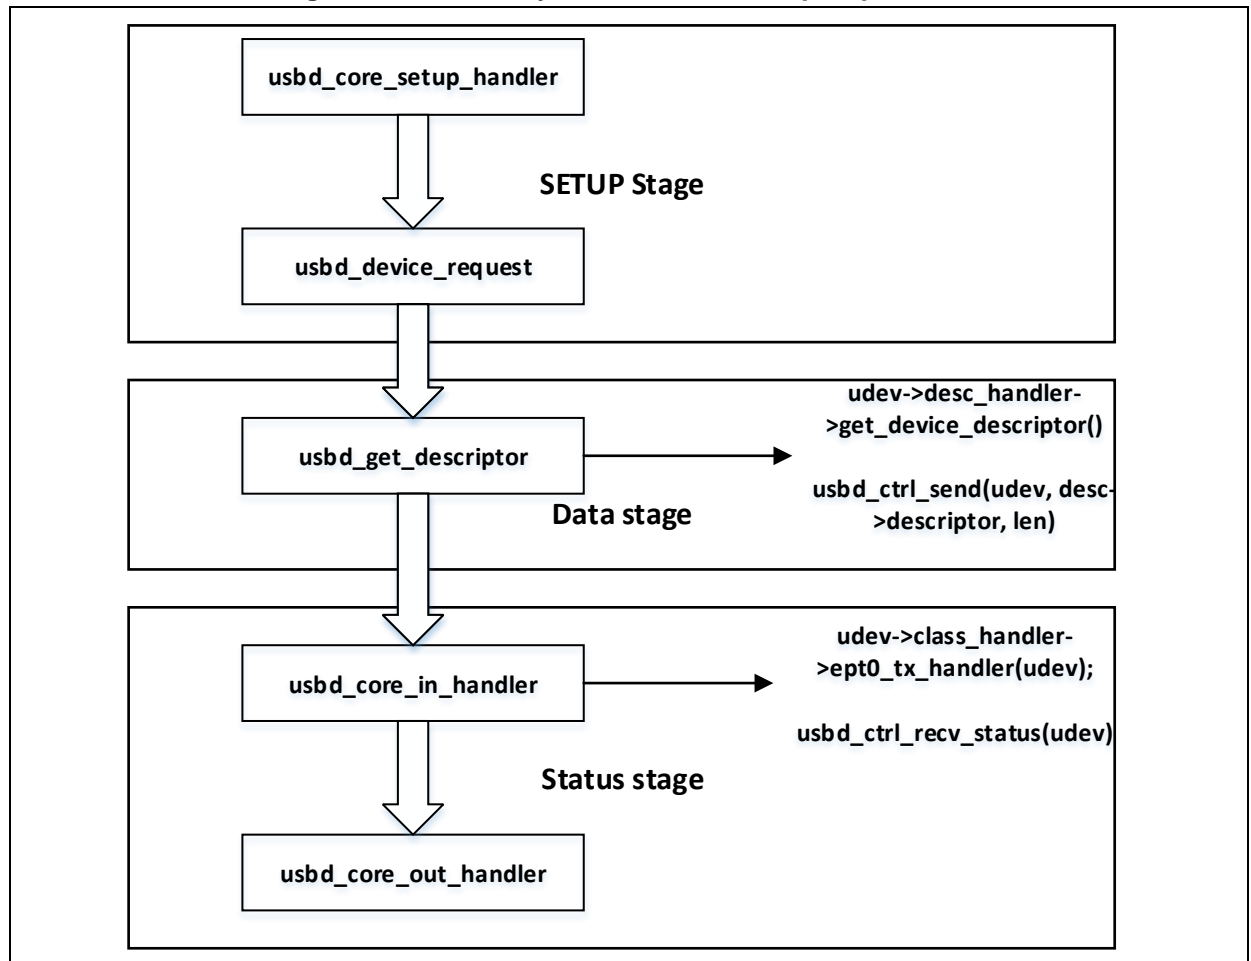 usbd_core_setup_handler
SETUP Stage
usbd_device_request
udev->desc_handler-
>get_device_descriptor()
usbd_get_descriptor
usbd_ctrl_send(udev, desc-
>descriptor, len)
Data stage
udev->class_handler-
>ept0_tx_handler(udev);
usbd_core_in_handler
usbd_ctrl_recv_status(udev)
Status stage
usbd_core_out_handler